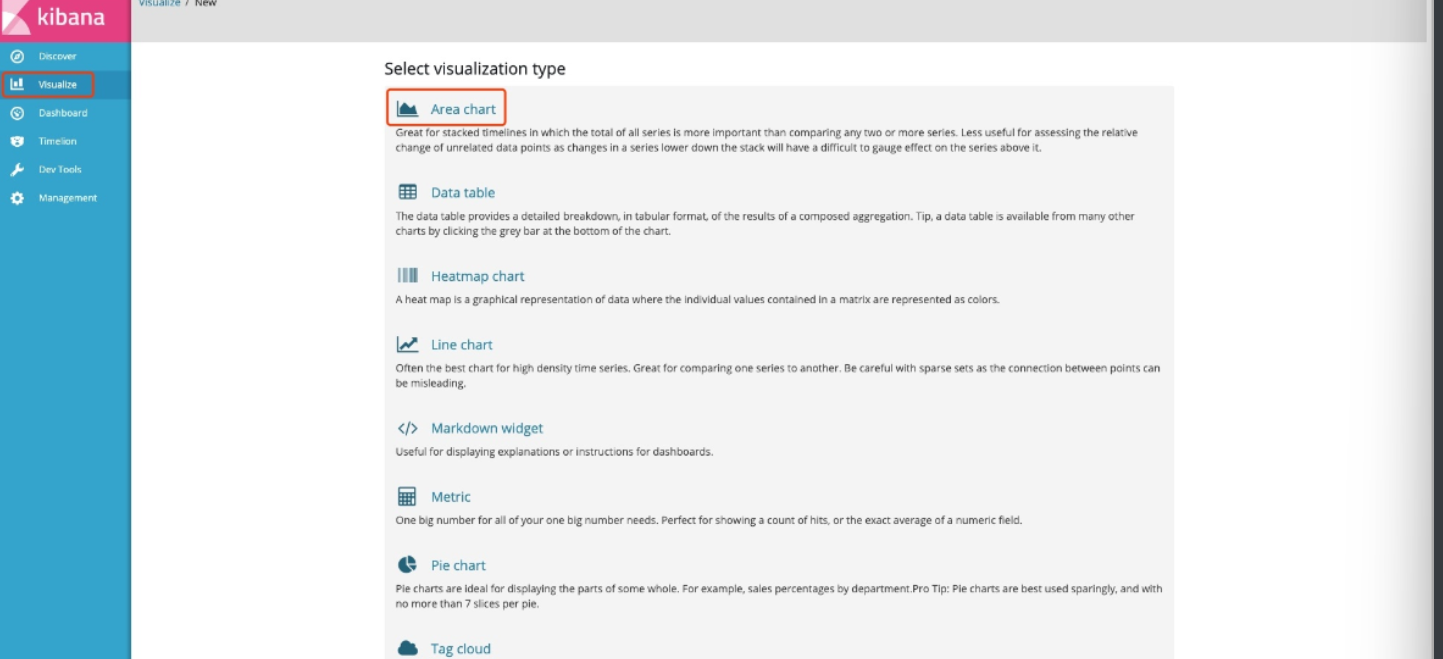 kibana
Visualize / New
Discover
Visualize
Dashboard
Timelion
Dev Tools
Management
Select visualization type
Area chart
Great for stacked timelines in which the total of all series is more important than comparing any two or more series. Less useful for assessing the relative
change of unrelated data points as changes in a series lower down the stack will have a difficult to gauge effect on the series above it.
Data table
The data table provides a detailed breakdown, in tabular format, of the results of a composed aggregation. Tip, a data table is available from many other
charts by clicking the grey bar at the bottom of the chart.
Heatmap chart
A heat map is a graphical representation of data where the individual values contained in a matrix are represented as colors.
Line chart
Often the best chart for high density time series. Great for comparing one series to another. Be careful with sparse sets as the connection between points can
be misleading.
Markdown widget
Useful for displaying explanations or instructions for dashboards.
Metric
One big number for all of your one big number needs. Perfect for showing a count of hits, or the exact average of a numeric field.
Pie chart
Pie charts are ideal for displaying the parts of some whole. For example, sales percentages by department.Pro Tip: Pie charts are best used sparingly, and with
no more than 7 slices per pie.
Tag cloud